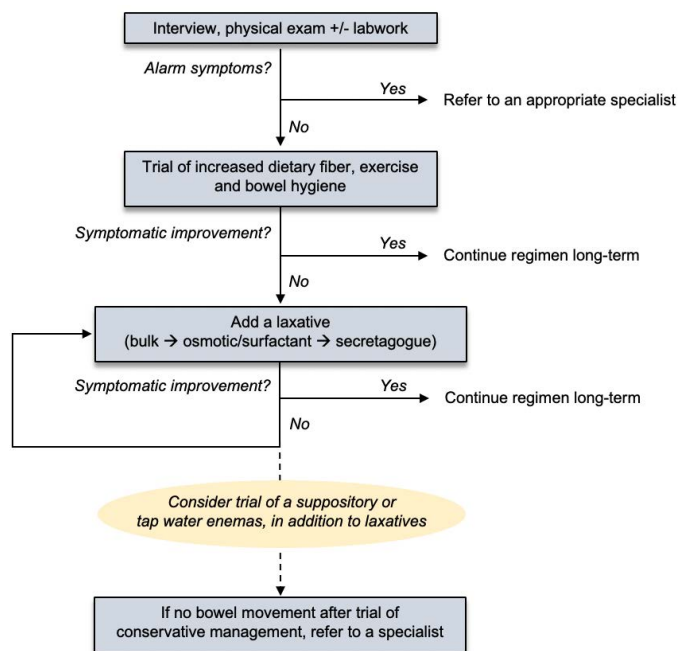 Interview, physical exam +/- labwork
Alarm symptoms?
Yes
Refer to an appropriate specialist
No
Trial of increased dietary fiber, exercise
and bowel hygiene
Symptomatic improvement?
Yes
Continue regimen long-term
No
Add a laxative
(bulk → osmotic/surfactant → secretagogue)
Symptomatic improvement?
Yes
Continue regimen long-term
No
Consider trial of a suppository or
tap water enemas, in addition to laxatives
If no bowel movement after trial of
conservative management, refer to a specialist